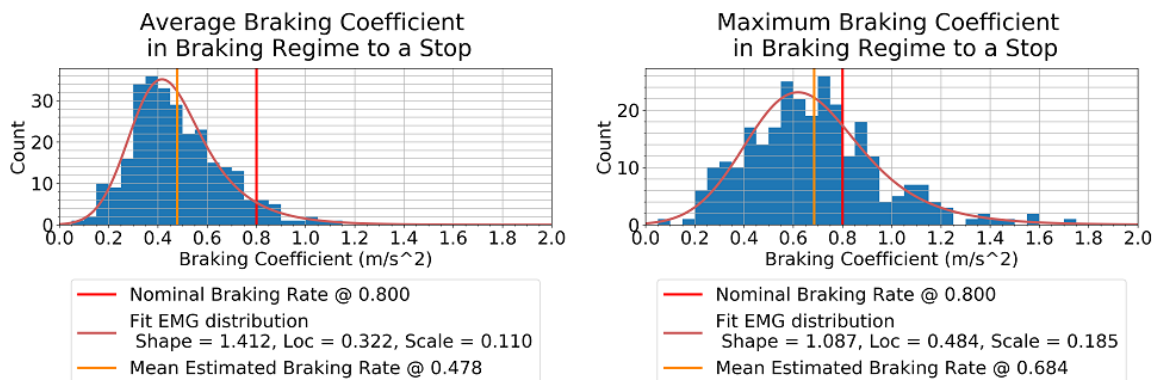 Average Braking Coefficient
in Braking Regime to a Stop
Count
30
20
10
0
0.0 0.2 0.4 0.6 0.8 1.0 1.2 1.4 1.6 1.8 2.0
Braking Coefficient (m/s^2)
Nominal Braking Rate @ 0.800
Fit EMG distribution
Shape = 1.412, Loc = 0.322, Scale = 0.110
Mean Estimated Braking Rate @ 0.478
Maximum Braking Coefficient
in Braking Regime to a Stop
Count
20
10
0
0.0 0.2 0.4 0.6 0.8 1.0 1.2 1.4 1.6 1.8 2.0
Braking Coefficient (m/s^2)
Nominal Braking Rate @ 0.800
Fit EMG distribution
Shape = 1.087, Loc = 0.484, Scale = 0.185
Mean Estimated Braking Rate @ 0.684